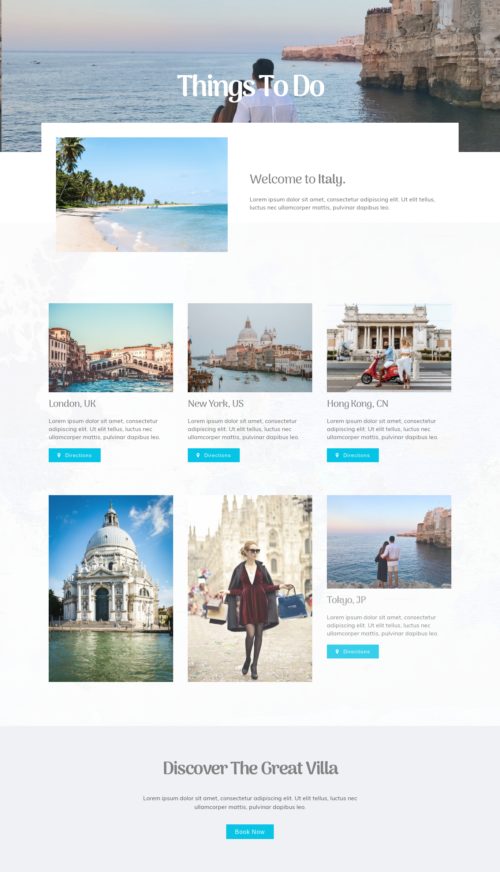 Things To Do
Welcome to Italy.
Lorem ipsum dolor sit amet, consectetur adipiscing elit. Ut elit tellus,
luctus nec ullamcorper mattis, pulvinar dapibus leo.
London, UK
Lorem ipsum dolor sit amet, consectetur
adipiscing elit. Ut elit tellus, luctus nec
ullamcorper mattis, pulvinar dapibus leo.
Directions
New York, US
Lorem ipsum dolor sit amet, consectetur
adipiscing elit. Ut elit tellus, luctus nec
ullamcorper mattis, pulvinar dapibus leo.
Directions
Hong Kong, CN
Lorem ipsum dolor sit amet, consectetur
adipiscing elit. Ut elit tellus, luctus nec
ullamcorper mattis, pulvinar dapibus leo.
Directions
Tokyo, JP
Lorem ipsum dolor sit amet, consectetur
adipiscing elit. Ut elit tellus, luctus nec
ullamcorper mattis, pulvinar dapibus leo.
Directions
Discover The Great Villa
Lorem ipsum dolor sit amet, consectetur adipiscing elit. Ut elit tellus, luctus nec
ullamcorper mattis, pulvinar dapibus leo.
Book Now